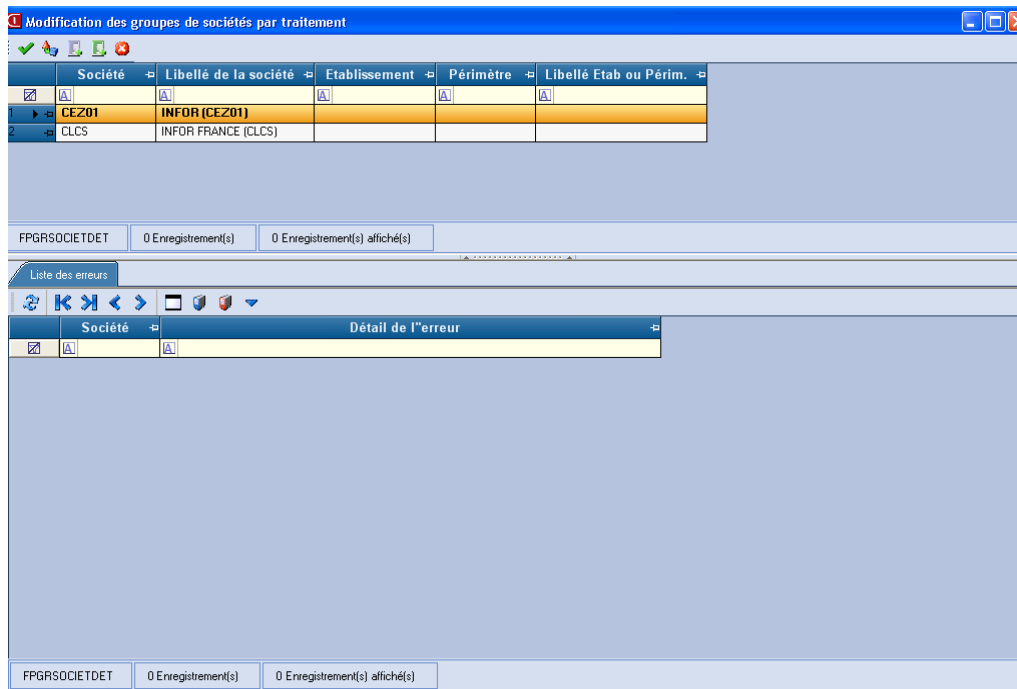 Modification des groupes de sociétés par traitement
Société Libellé de la société Etablissement Périmètre Libellé Etab ou Périm.
A A A A A
1 CEZ01 INFOR (CEZ01)
2 CLCS INFOR FRANCE (CLCS)
FPGRSOCIETDET 0 Enregistrement(s) 0 Enregistrement(s) affiché(s)
Liste des erreurs
Société Détail de l''erreur
A A
FPGRSOCIETDET 0 Enregistrement(s) 0 Enregistrement(s) affiché(s)